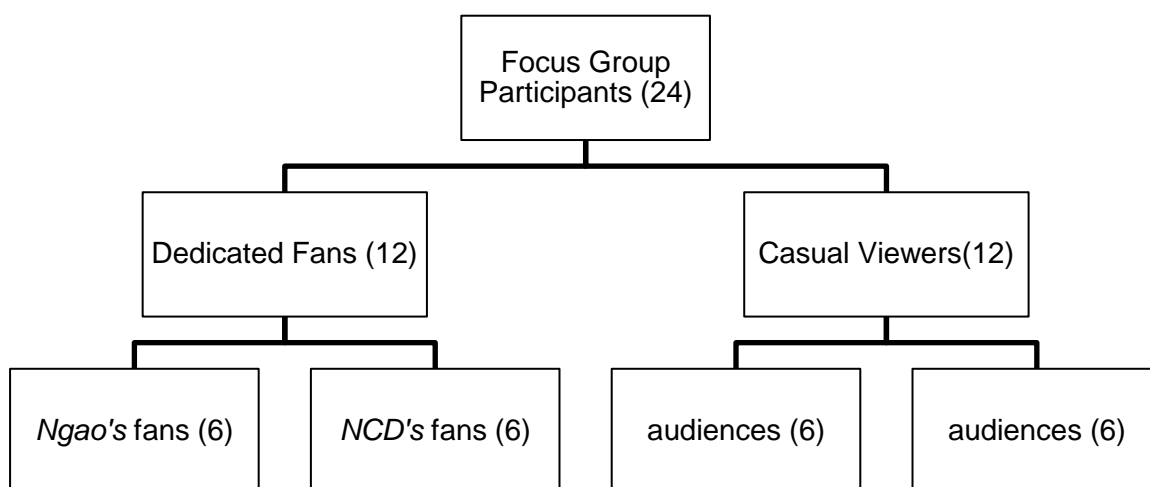 Focus Group
Participants (24)
Dedicated Fans (12)
Casual Viewers(12)
Ngao's fans (6)
NCD's fans (6)
audiences (6)
audiences (6)